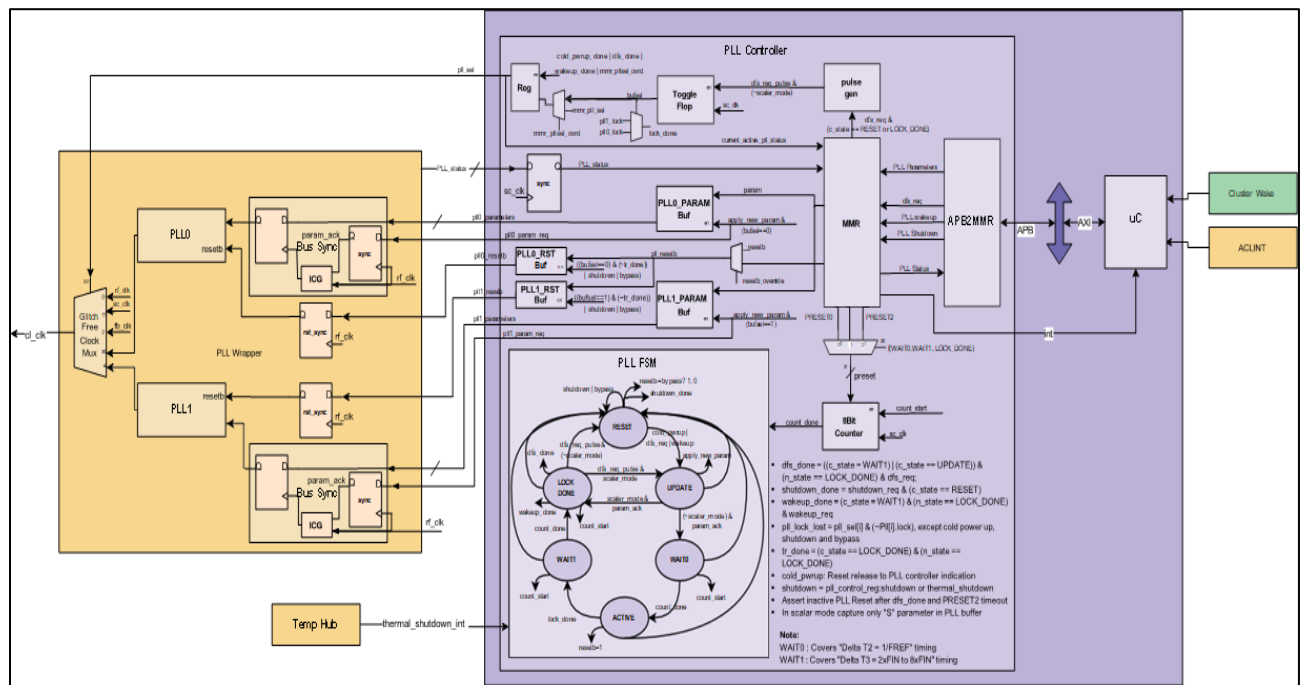 PLL Controller
cold_pwrup_done | dfs_done |
wakeup_done | mmr_pllsel_ovrd
pll_sel
Reg
bufsel
mmr_pll_sel
mmr_pllsel_ovrd
pll1_lock
pll0_lock
lock_done
Toggle
Flop
sc_clk
dfs_req_pulse &
(~scaler_mode)
pulse
gen
dfs_req &
(c_state == RESET or LOCK_DONE)
current_active_pll_status
PLL_status
sync
PLL_status
sc_clk
PLL0_PARAM
Buf
param
apply_new_param &
(bufsel==0)
pll0_parameters
pll0_param_req
MMR
PLL Parameters
dfs_req
PLL wakeup
PLL Shutdown
PLL Status
APB2MMR
APB
AXI
uC
Cluster Wake
ACLINT
int
PLL0
resetb
param_ack
Bus Sync
sync
ICG
rf_clk
rst_sync
rf_clk
PLL0_RST
Buf
pll0_resetb
pll_resetb
((bufsel==0) & (~tr_done))
| shutdown | bypass)
PLL1_RST
Buf
pll1_resetb
((bufsel==1) & (~tr_done))
| shutdown | bypass)
resetb_override
PLL1_PARAM
Buf
pll1_parameters
pll1_param_req
apply_new_param &
(bufsel==1)
PRESET0
PRESET2
preset
count_start
8Bit
Counter
count_done
sc_clk
rf_clk
sc_clk
fb_clk
Glitch
Free
Clock
Mux
cl_clk
PLL Wrapper
PLL1
resetb
rst_sync
rf_clk
param_ack
Bus Sync
sync
ICG
rf_clk
Temp Hub
thermal_shutdown_int
PLL FSM
shutdown | bypass
resetb=bypass? 1: 0
shutdown_done
RESET
cold_pwrup|
dfs_req |wakeup
apply_new_param
dfs_req_pulse &
(~scaler_mode)
dfs_done
LOCK
DONE
dfs_req_pulse &
scaler_mode
UPDATE
scaler_mode &
param_ack
wakeup_done
count_start
count_done
(~scaler_mode) &
param_ack
WAIT1
WAIT0
count_start
count_start
lock_done
count_done
ACTIVE
resetb=1
• dfs_done = ((c_state = WAIT1) | (c_state == UPDATE)) &
(n_state == LOCK_DONE) & dfs_req;
• shutdown_done = shutdown_req & (c_state == RESET)
• wakeup_done = (c_state = WAIT1) & (n_state == LOCK_DONE)
& wakeup_req
• pll_lock_lost = pll_sel[i] & (~Pll[i].lock), except cold power up,
shutdown and bypass
• tr_done = (c_state == LOCK_DONE) & (n_state ==
LOCK_DONE)
• cold_pwrup: Reset release to PLL controller indication
• shutdown = pll_control_reg:shutdown or thermal_shutdown
• Assert inactive PLL Reset after dfs_done and PRESET2 timeout
• In scalar mode capture only "S" parameter in PLL buffer
Note:
WAIT0 : Covers "Delta T2 = 1/FREF" timing
WAIT1 : Covers "Delta T3 = 2xFIN to 8xFIN" timing